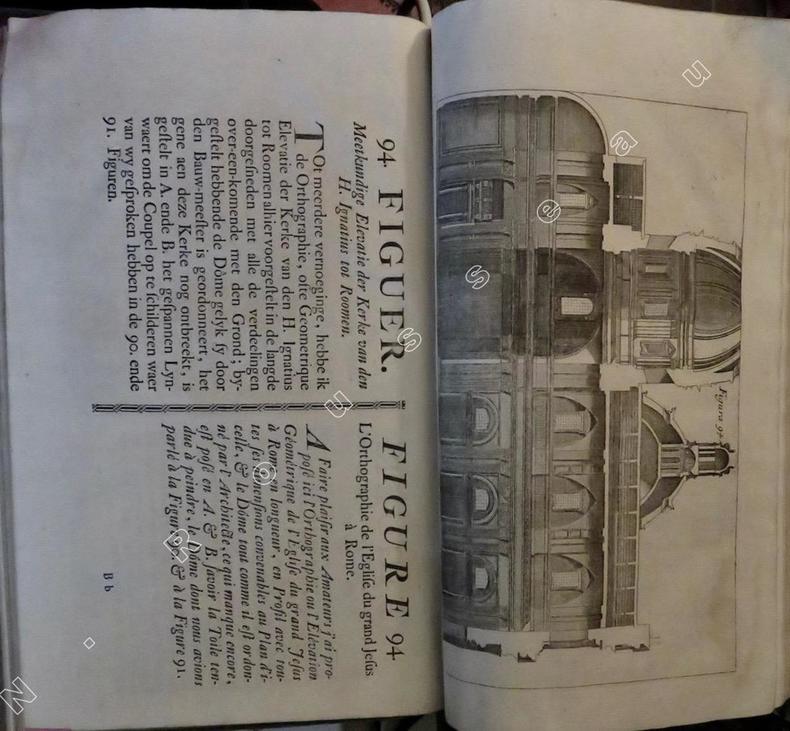 94 FIGUER.
Meetkundige Elevatie der Kerke van den
H. Ignatius tot Roomen.
TOt meerdere vernoeginge, hebbe ik
de Orthographie, ofte Geometrique
Elevatie der Kerke van den H. Ignatius
tot Roomen alhier voorgestelt in de langde
doorgesneden met alle de verdeelingen
over-een-komende met den Grond; by-
gestelt hebbende de Dôme gelyk sy door
den Bauw-meester is geordonneert, het
gene aen deze Kerke nog ontbreekt, is
gestelt in A. ende B. het gespannen Lyn-
waert om de Coupel op te schilderen waer
van wy gesproken hebben in de 90. ende
91. Figuren.
FIGURE 94
L'Orthographie de l'Eglise du grand Jesus
à Rome.
A Faire plaisir aux Amateurs j'ai pro-
posé ici l'Orthographie ou l'Elévation
Géométrique de l'Eglise du grand Jesus
à Rome en longueur, en Profil avec tou-
tes ses dimensions convenables au Plan d'i-
celle, & le Dôme tout comme il est ordon-
né par l'Architecte, ce qui manque encore,
est posé en A. & B. savoir la Toile ten-
due à peindre, le Dôme dont nous avions
parlé à la Figure 90. & à la Figure 91.
B b
Figura 94